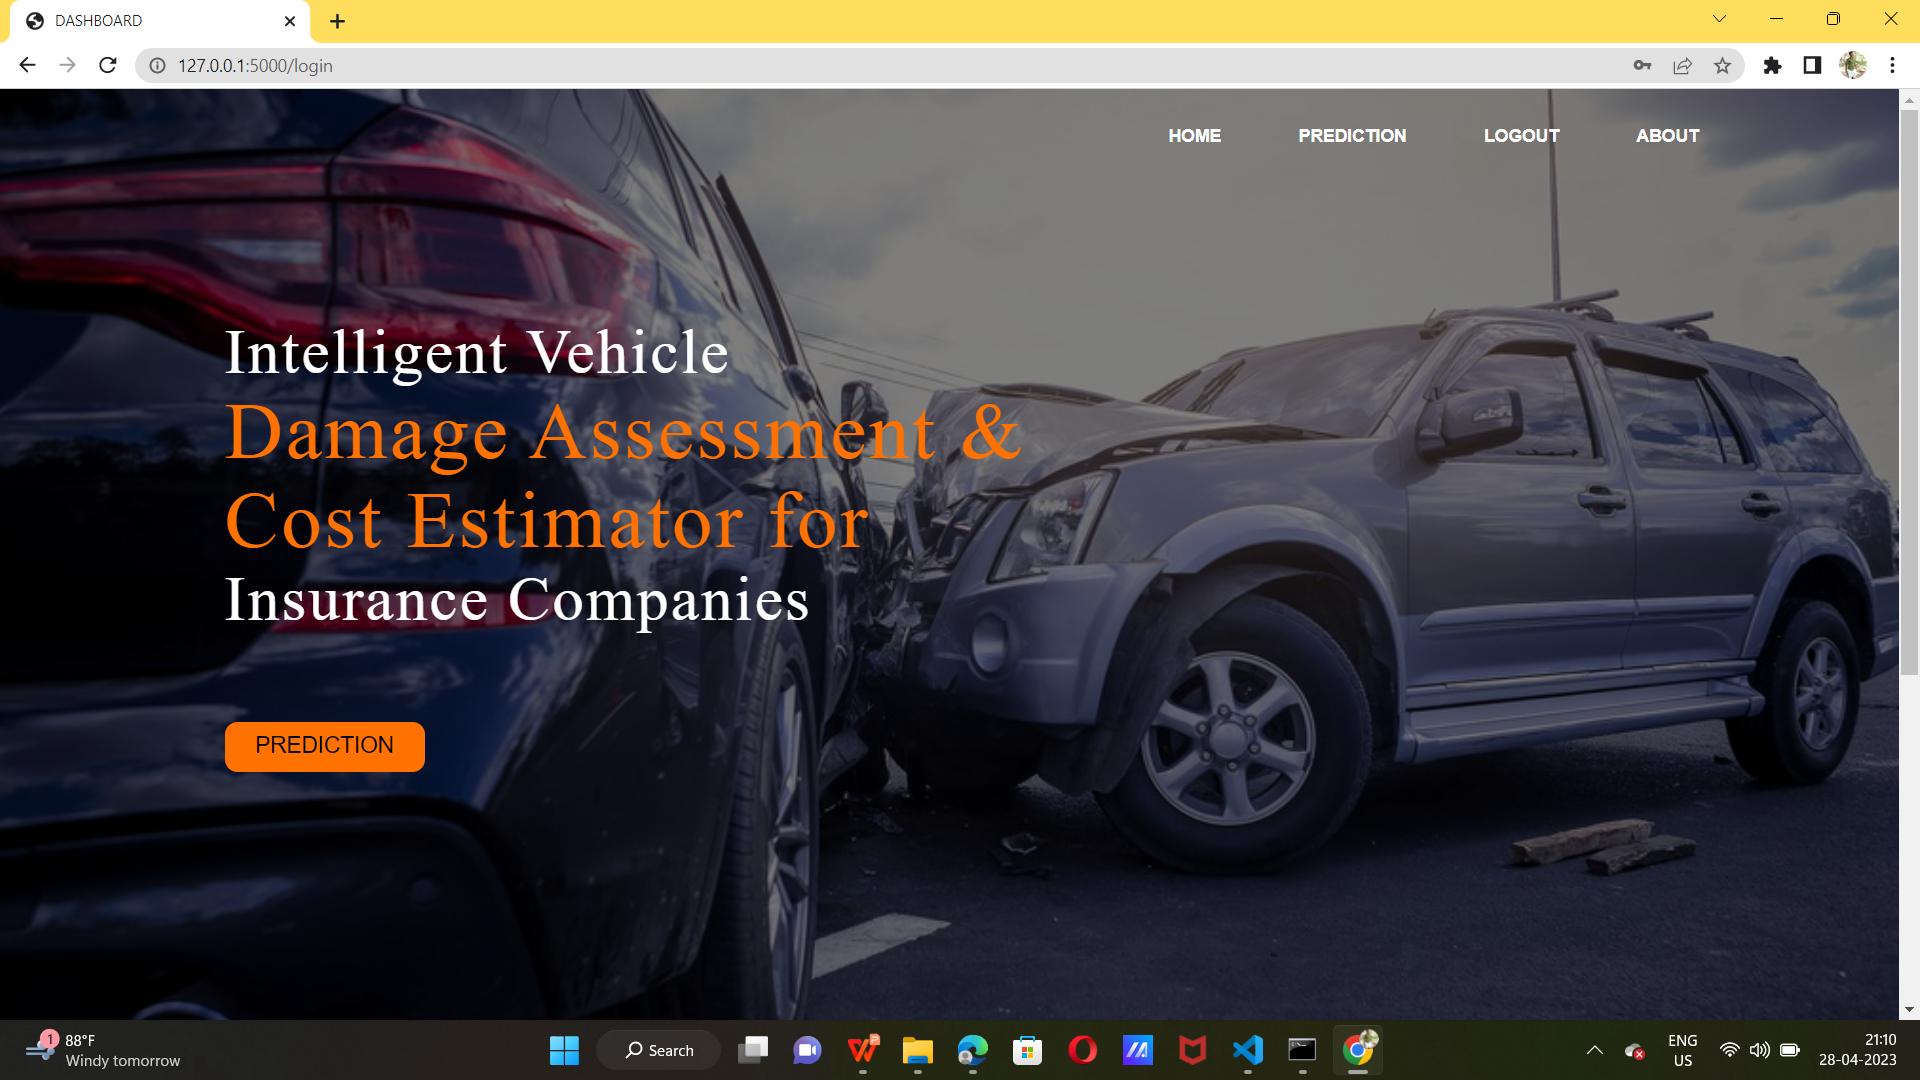 DASHBOARD
127.0.0.1:5000/login
HOME PREDICTION LOGOUT ABOUT
Intelligent Vehicle
Damage Assessment &
Cost Estimator for
Insurance Companies
PREDICTION
1
88°F
Windy tomorrow
Search
ENG
US
21:10
28-04-2023